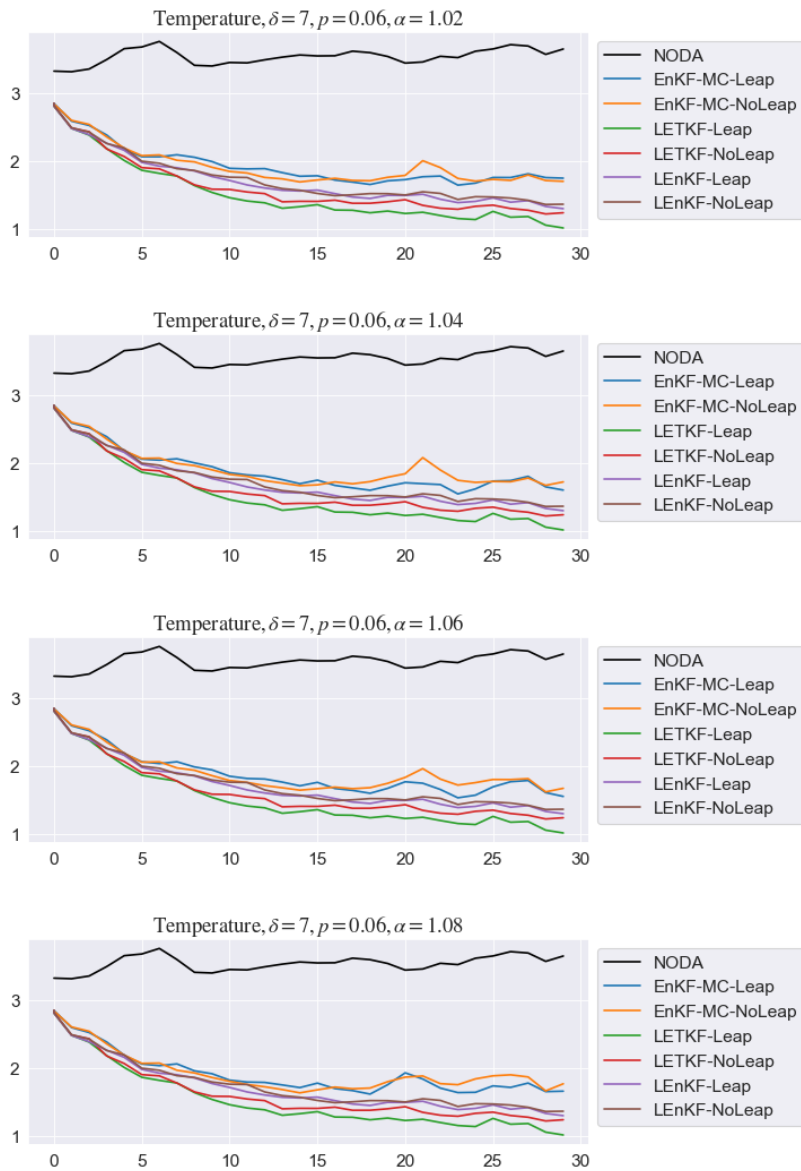 Temperature, δ = 7, p = 0.06, α = 1.02
3
2
1
0 5 10 15 20 25 30
NODA
EnKF-MC-Leap
EnKF-MC-NoLeap
LETKF-Leap
LETKF-NoLeap
LEnKF-Leap
LEnKF-NoLeap
Temperature, δ = 7, p = 0.06, α = 1.04
3
2
1
0 5 10 15 20 25 30
NODA
EnKF-MC-Leap
EnKF-MC-NoLeap
LETKF-Leap
LETKF-NoLeap
LEnKF-Leap
LEnKF-NoLeap
Temperature, δ = 7, p = 0.06, α = 1.06
3
2
1
0 5 10 15 20 25 30
NODA
EnKF-MC-Leap
EnKF-MC-NoLeap
LETKF-Leap
LETKF-NoLeap
LEnKF-Leap
LEnKF-NoLeap
Temperature, δ = 7, p = 0.06, α = 1.08
3
2
1
0 5 10 15 20 25 30
NODA
EnKF-MC-Leap
EnKF-MC-NoLeap
LETKF-Leap
LETKF-NoLeap
LEnKF-Leap
LEnKF-NoLeap